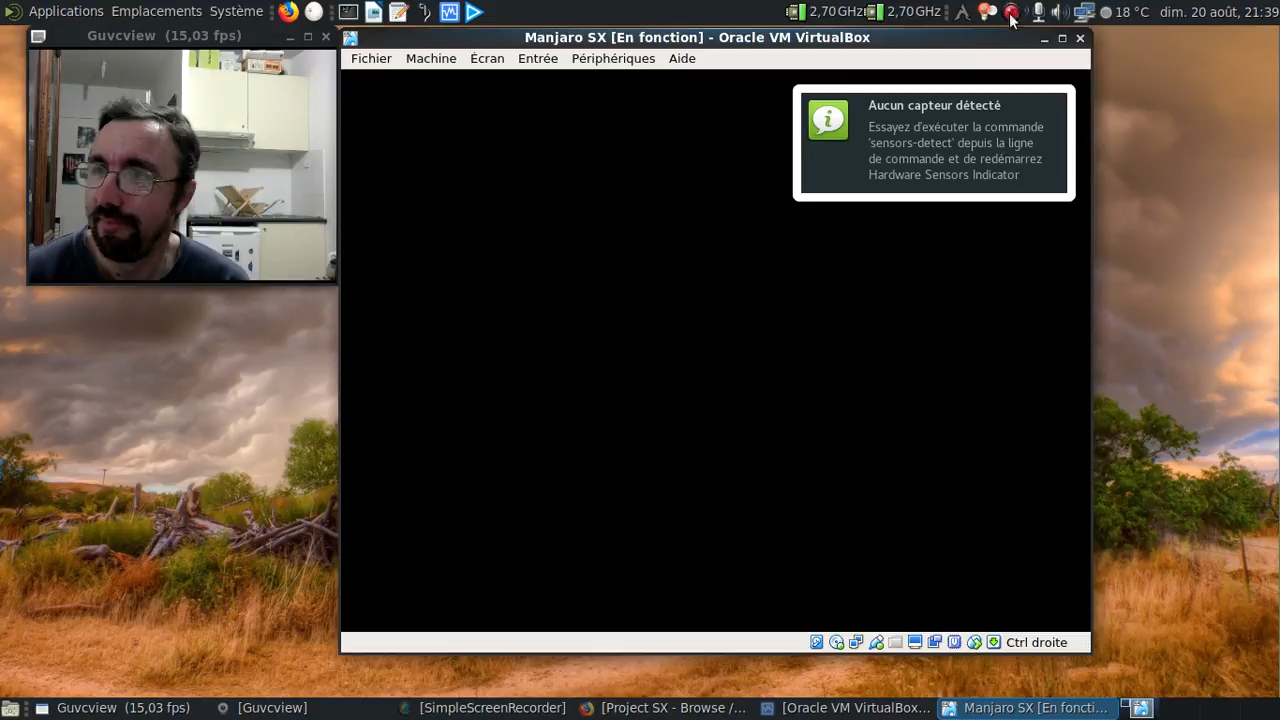 Applications Emplacements Système 2,70 GHz 2,70 GHz 18 °C dim. 20 août, 21:39
Guvcview (15,03 fps)
Manjaro SX [En fonction] - Oracle VM VirtualBox
Fichier Machine Écran Entrée Périphériques Aide
Aucun capteur détecté
Essayez d'exécuter la commande
'sensors-detect' depuis la ligne
de commande et de redémarrez
Hardware Sensors Indicator
Ctrl droite
Guvcview (15,03 fps) [Guvcview] [SimpleScreenRecorder] [Project SX - Browse /... [Oracle VM VirtualBox... Manjaro SX [En foncti...